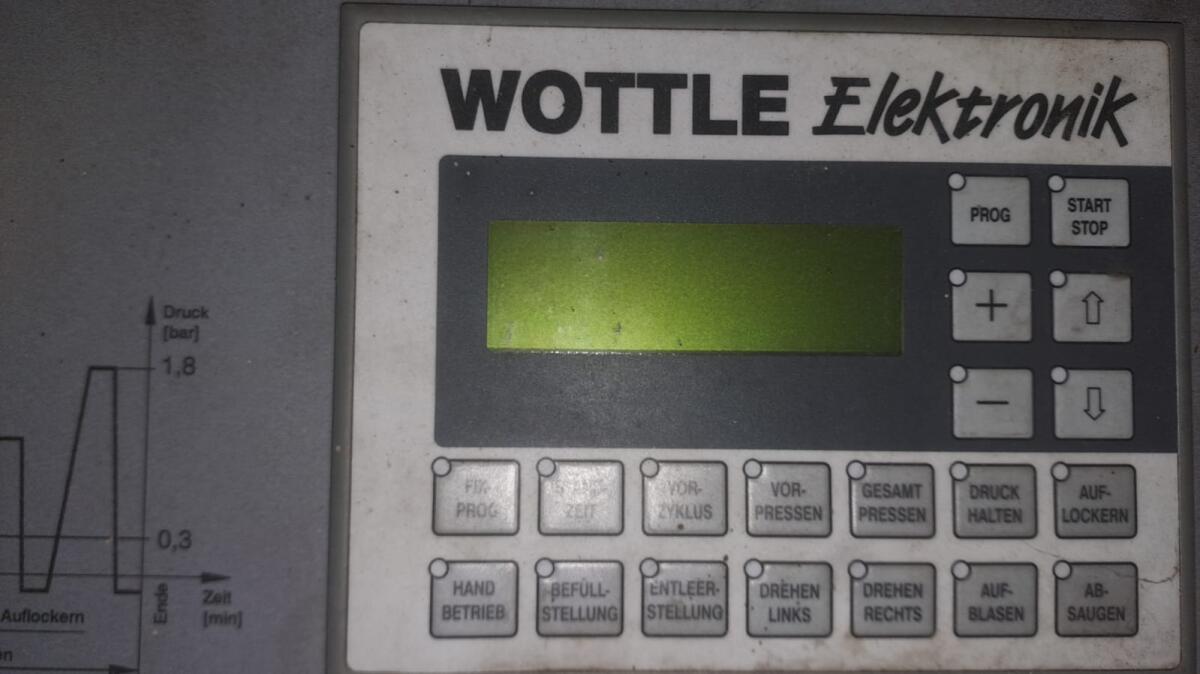 WOTTLE Elektronik
PROG
START
STOP
+
-
Druck
[bar]
1,8
0,3
Zeit
[min]
Ende
Auflockern
FIX-
PROG
ZEIT
VOR-
ZYKLUS
VOR-
PRESSEN
GESAMT
PRESSEN
DRUCK
HALTEN
AUF-
LOCKERN
HAND
BETRIEB
BEFÜLL-
STELLUNG
ENTLEER-
STELLUNG
DREHEN
LINKS
DREHEN
RECHTS
AUF-
BLASEN
AB-
SAUGEN